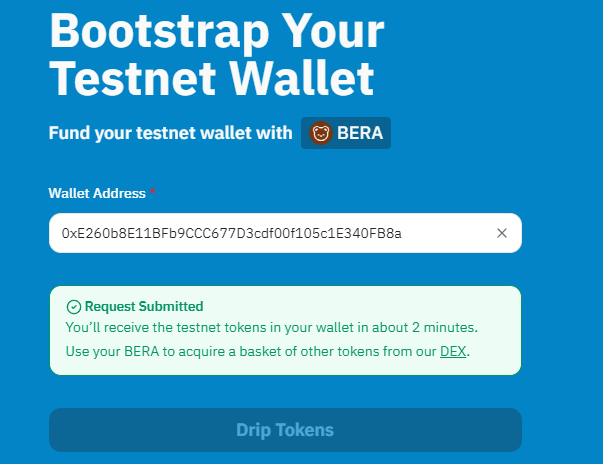 Bootstrap Your
Testnet Wallet
Fund your testnet wallet with BERA
Wallet Address *
0xE260b8E11BFb9CCC677D3cdf00f105c1E340FB8a
Request Submitted
You’ll receive the testnet tokens in your wallet in about 2 minutes.
Use your BERA to acquire a basket of other tokens from our DEX.
Drip Tokens